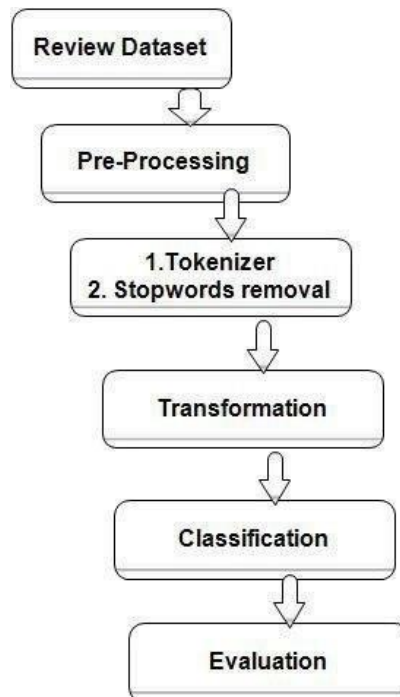 Review Dataset
Pre-Processing
1.Tokenizer
2. Stopwords removal
Transformation
Classification
Evaluation